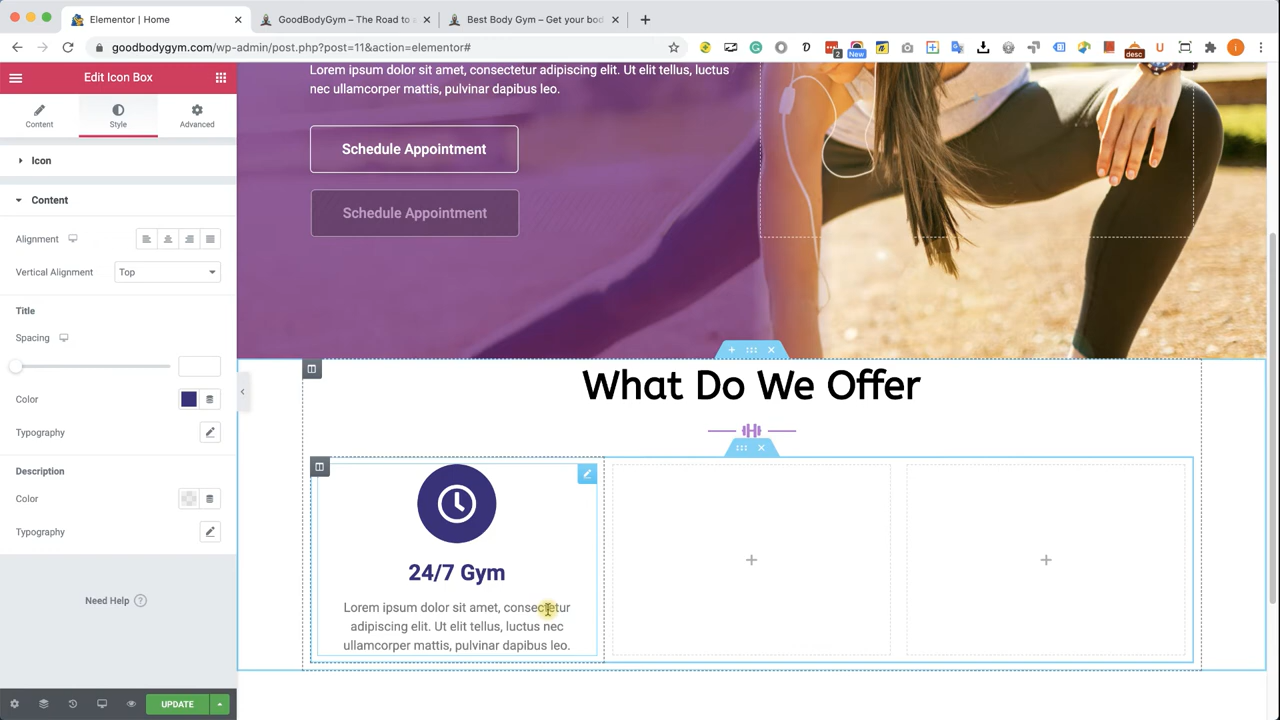 Elementor | Home
GoodBodyGym – The Road to a
Best Body Gym – Get your bod
goodbodygym.com/wp-admin/post.php?post=11&action=elementor#
2
New
desc
i
Edit Icon Box
Content
Style
Advanced
Icon
Content
Alignment
Vertical Alignment
Top
Title
Spacing
Color
Typography
Description
Color
Typography
Need Help
UPDATE
Lorem ipsum dolor sit amet, consectetur adipiscing elit. Ut elit tellus, luctus
nec ullamcorper mattis, pulvinar dapibus leo.
Schedule Appointment
Schedule Appointment
What Do We Offer
24/7 Gym
Lorem ipsum dolor sit amet, consectetur
adipiscing elit. Ut elit tellus, luctus nec
ullamcorper mattis, pulvinar dapibus leo.